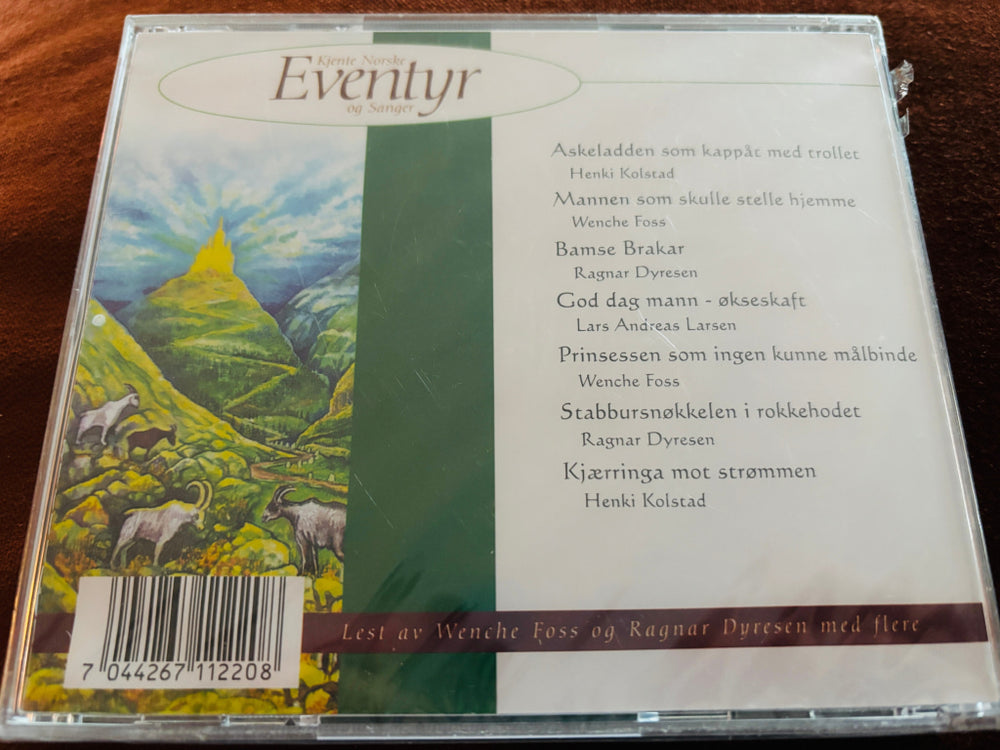 Kjente Norske
Eventyr
og Sanger
Askeladden som kappåt med trollet
Henki Kolstad
Mannen som skulle stelle hjemme
Wenche Foss
Bamse Brakar
Ragnar Dyresen
God dag mann - økseskaft
Lars Andreas Larsen
Prinsessen som ingen kunne målbinde
Wenche Foss
Stabbursnøkkelen i rokkehodet
Ragnar Dyresen
Kjærringa mot strømmen
Henki Kolstad
Lest av Wenche Foss og Ragnar Dyresen med flere
7 044267 112208